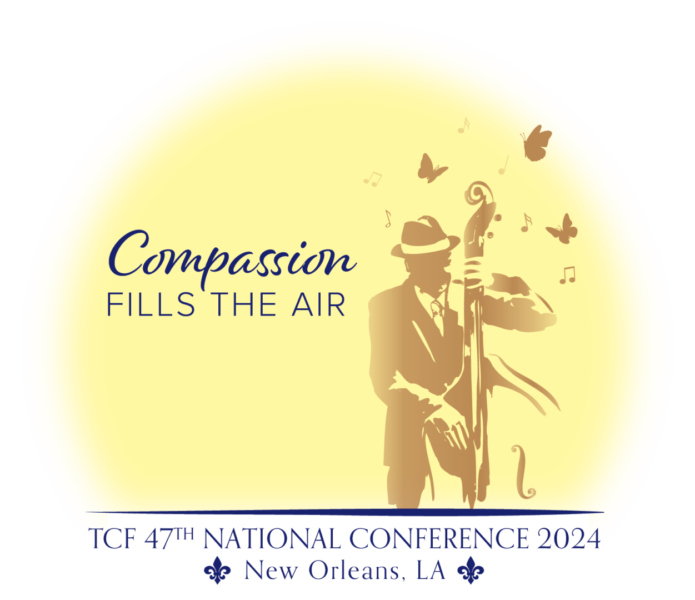 Compassion
FILLS THE AIR
TCF 47TH NATIONAL CONFERENCE 2024
New Orleans, LA